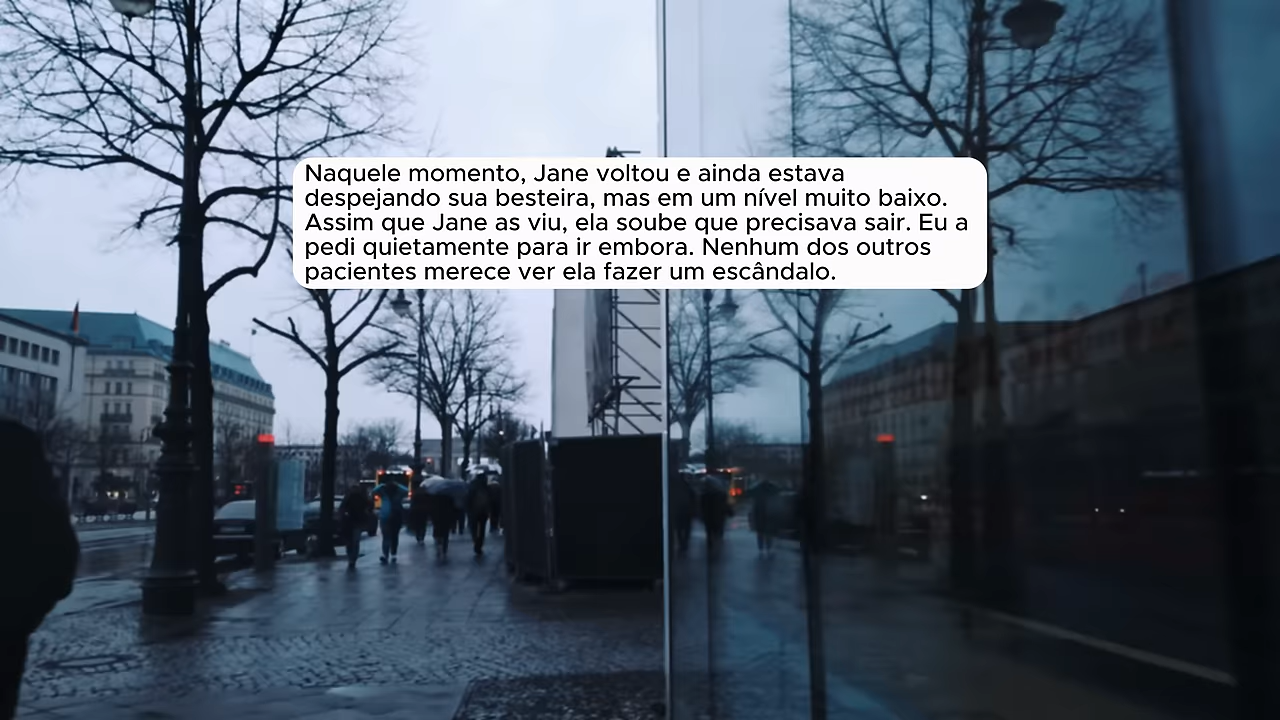 Naquele momento, Jane voltou e ainda estava
despejando sua besteira, mas em um nível muito baixo.
Assim que Jane as viu, ela soube que precisava sair. Eu a
pedi quietamente para ir embora. Nenhum dos outros
pacientes merece ver ela fazer um escândalo.